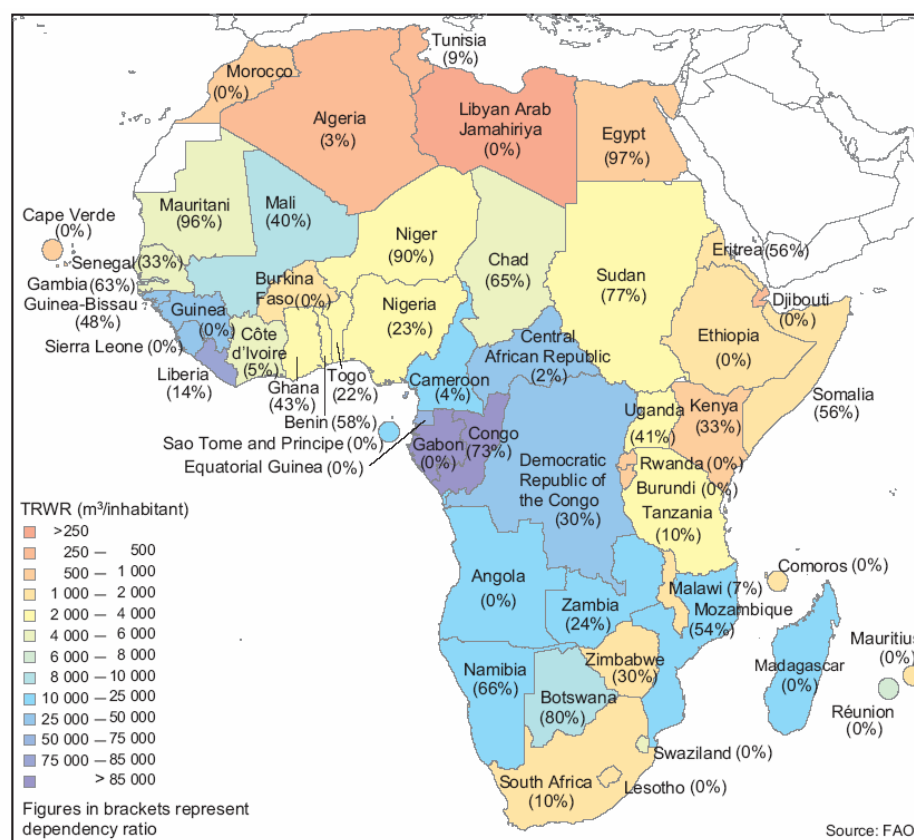 Tunisia
(9%)
Morocco
(0%)
Algeria
(3%)
Libyan Arab
Jamahiriya
(0%)
Egypt
(97%)
Mauritani
(96%)
Mali
(40%)
Cape Verde
(0%)
Niger
(90%)
Chad
(65%)
Sudan
(77%)
Eritrea (56%)
Senegal (33%)
Gambia (63%)
Guinea-Bissau
(48%)
Burkina
Faso (0%)
Nigeria
(23%)
Djibouti
(0%)
Ethiopia
(0%)
Guinea
(0%)
Sierra Leone (0%)
Côte
d'Ivoire
(5%)
Liberia
(14%)
Ghana
(43%)
Togo
(22%)
Benin (58%)
Central
African Republic
(2%)
Cameroon
(4%)
Somalia
(56%)
Sao Tome and Principe (0%)
Equatorial Guinea (0%)
Gabon
(0%)
Congo
(73%)
Uganda
(41%)
Kenya
(33%)
Democratic
Republic of
the Congo
(30%)
Rwanda (0%)
Burundi (0%)
Tanzania
(10%)
Comoros (0%)
Angola
(0%)
Zambia
(24%)
Malawi (7%)
Mozambique
(54%)
Mauritius
(0%)
Namibia
(66%)
Botswana
(80%)
Zimbabwe
(30%)
Madagascar
(0%)
Réunion
(0%)
Swaziland (0%)
South Africa
(10%)
Lesotho (0%)
TRWR (m³/inhabitant)
>250
250 — 500
500 — 1 000
1 000 — 2 000
2 000 — 4 000
4 000 — 6 000
6 000 — 8 000
8 000 — 10 000
10 000 — 25 000
25 000 — 50 000
50 000 — 75 000
75 000 — 85 000
> 85 000
Figures in brackets represent
dependency ratio
Source: FAO